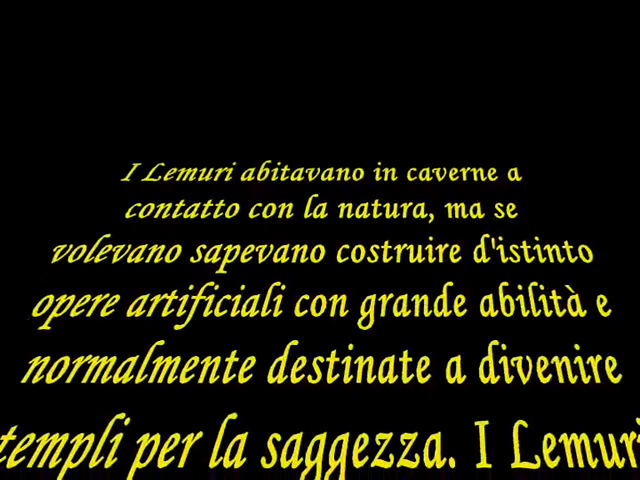 I Lemuri abitavano in caverne a
contatto con la natura, ma se
volevano sapevano costruire d'istinto
opere artificiali con grande abilità e
normalmente destinate a divenire
templi per la saggezza. I Lemuri